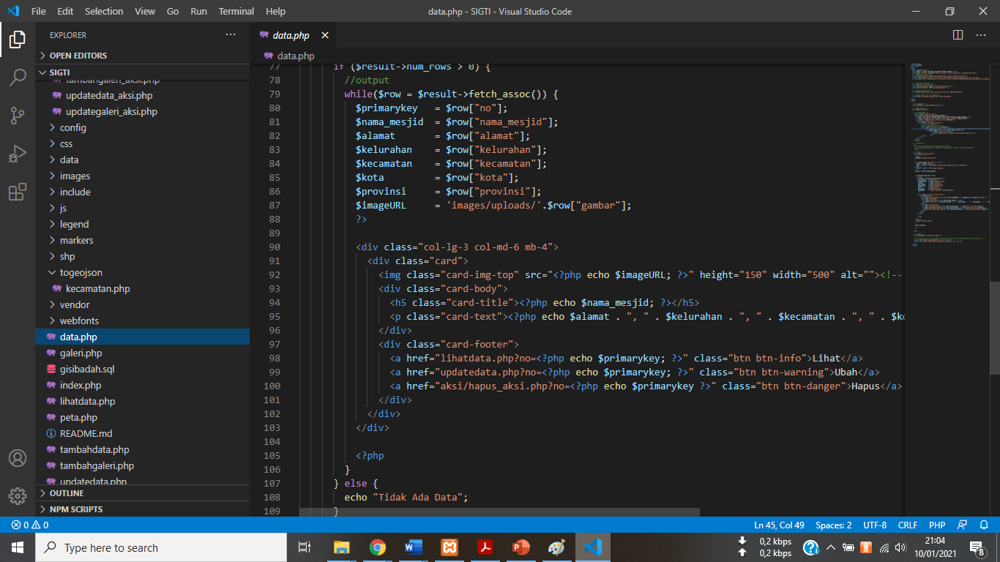 File Edit Selection View Go Run Terminal Help data.php - SIGTI - Visual Studio Code
EXPLORER
OPEN EDITORS
SIGTI
tambahgaleri_aksi.php
updatedata_aksi.php
updategaleri_aksi.php
config
css
data
images
include
js
legend
markers
shp
togeojson
kecamatan.php
vendor
webfonts
data.php
galeri.php
gisibadah.sql
index.php
lihatdata.php
peta.php
README.md
tambahdata.php
tambahgaleri.php
updatedata.php
OUTLINE
NPM SCRIPTS
data.php
data.php
77 if ($result->num_rows > 0) {
78 //output
79 while($row = $result->fetch_assoc()) {
80 $primarykey = $row["no"];
81 $nama_mesjid = $row["nama_mesjid"];
82 $alamat = $row["alamat"];
83 $kelurahan = $row["kelurahan"];
84 $kecamatan = $row["kecamatan"];
85 $kota = $row["kota"];
86 $provinsi = $row["provinsi"];
87 $imageURL = 'images/uploads/'.$row["gambar"];
88 ?>
89
90 <div class="col-lg-3 col-md-6 mb-4">
91 <div class="card">
92 <img class="card-img-top" src="<?php echo $imageURL; ?>" height="150" width="500" alt=""><!--
93 <div class="card-body">
94 <h5 class="card-title"><?php echo $nama_mesjid; ?></h5>
95 <p class="card-text"><?php echo $alamat . ", " . $kelurahan . ", " . $kecamatan . ", " . $ko
96 </div>
97 <div class="card-footer">
98 <a href="lihatdata.php?no=<?php echo $primarykey; ?>" class="btn btn-info">Lihat</a>
99 <a href="updatedata.php?no=<?php echo $primarykey; ?>" class="btn btn-warning">Ubah</a>
100 <a href="aksi/hapus_aksi.php?no=<?php echo $primarykey ?>" class="btn btn-danger">Hapus</a>
101 </div>
102 </div>
103 </div>
104
105 <?php
106 }
107 } else {
108 echo "Tidak Ada Data";
109 }
0 0 Ln 45, Col 49 Spaces: 2 UTF-8 CRLF PHP
Type here to search
0,2 kbps
0,2 kbps
21:04
10/01/2021
8